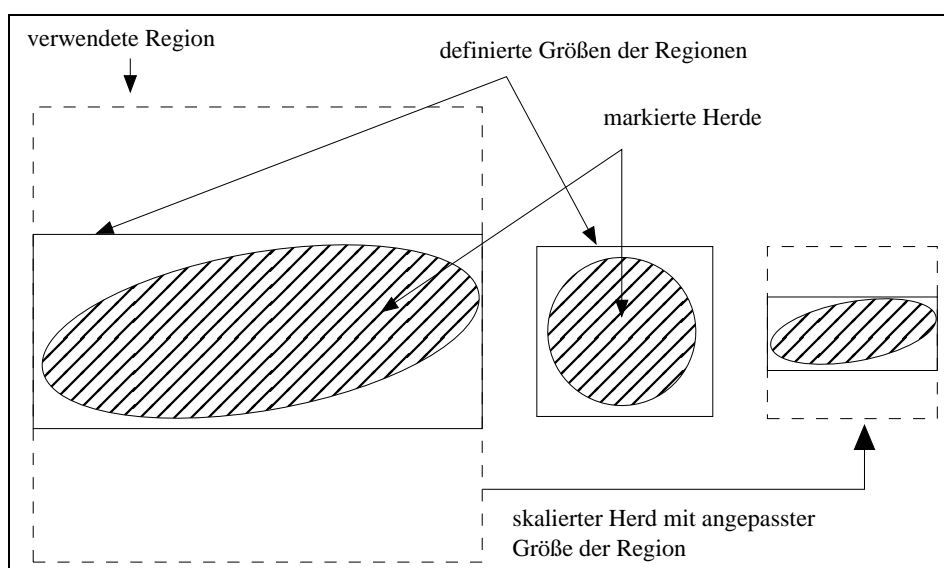 verwendete Region
definierte Größen der Regionen
markierte Herde
skalierter Herd mit angepasster
Größe der Region